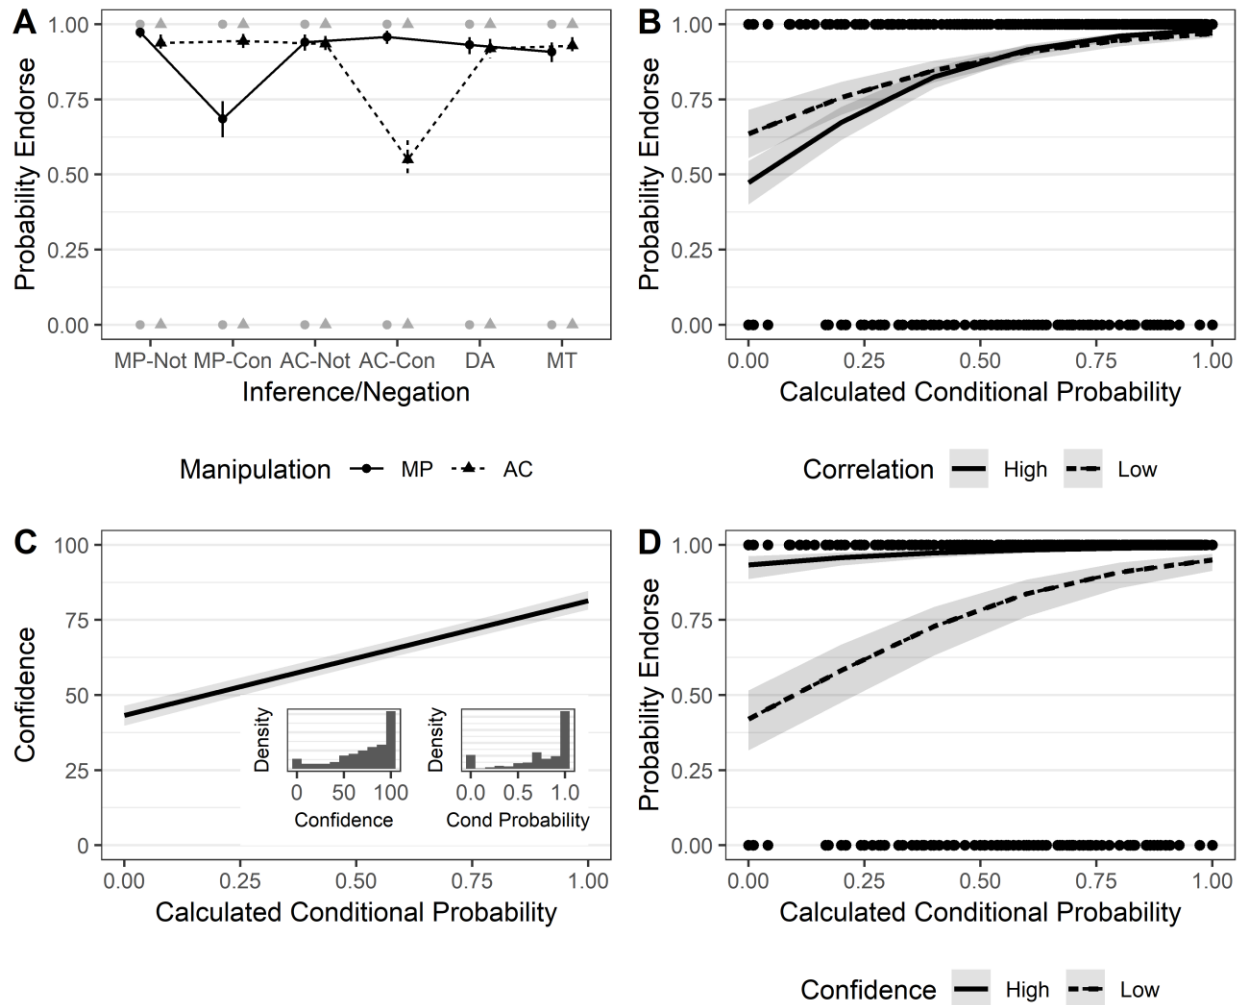 A
Probability Endorse
1.00
0.75
0.50
0.25
0.00
MP-Not MP-Con AC-Not AC-Con DA MT
Inference/Negation
Manipulation MP AC
B
Probability Endorse
1.00
0.75
0.50
0.25
0.00
0.00 0.25 0.50 0.75 1.00
Calculated Conditional Probability
Correlation High Low
C
Confidence
100
75
50
25
0
Density
0 50 100
Confidence
Density
0.0 0.5 1.0
Cond Probability
0.00 0.25 0.50 0.75 1.00
Calculated Conditional Probability
D
Probability Endorse
1.00
0.75
0.50
0.25
0.00
0.00 0.25 0.50 0.75 1.00
Calculated Conditional Probability
Confidence High Low